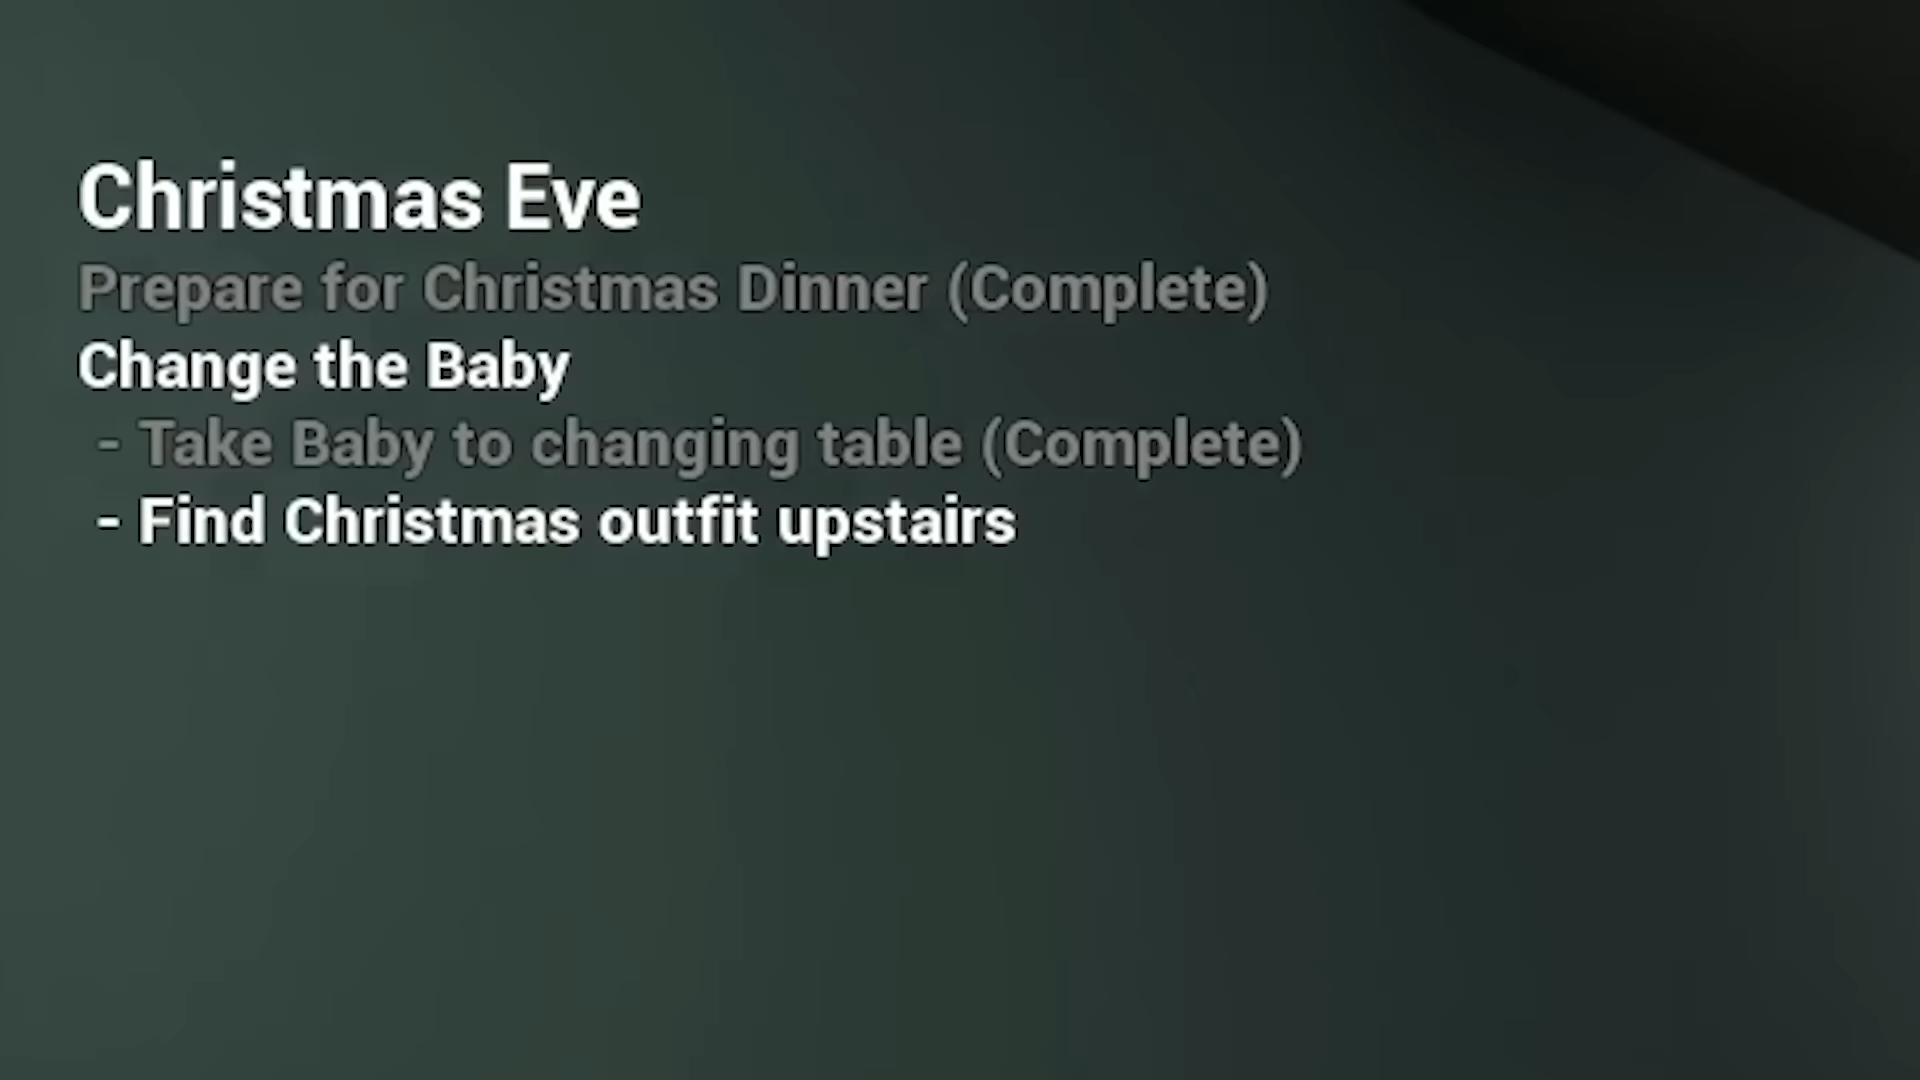 Christmas Eve
Prepare for Christmas Dinner (Complete)
Change the Baby
- Take Baby to changing table (Complete)
- Find Christmas outfit upstairs